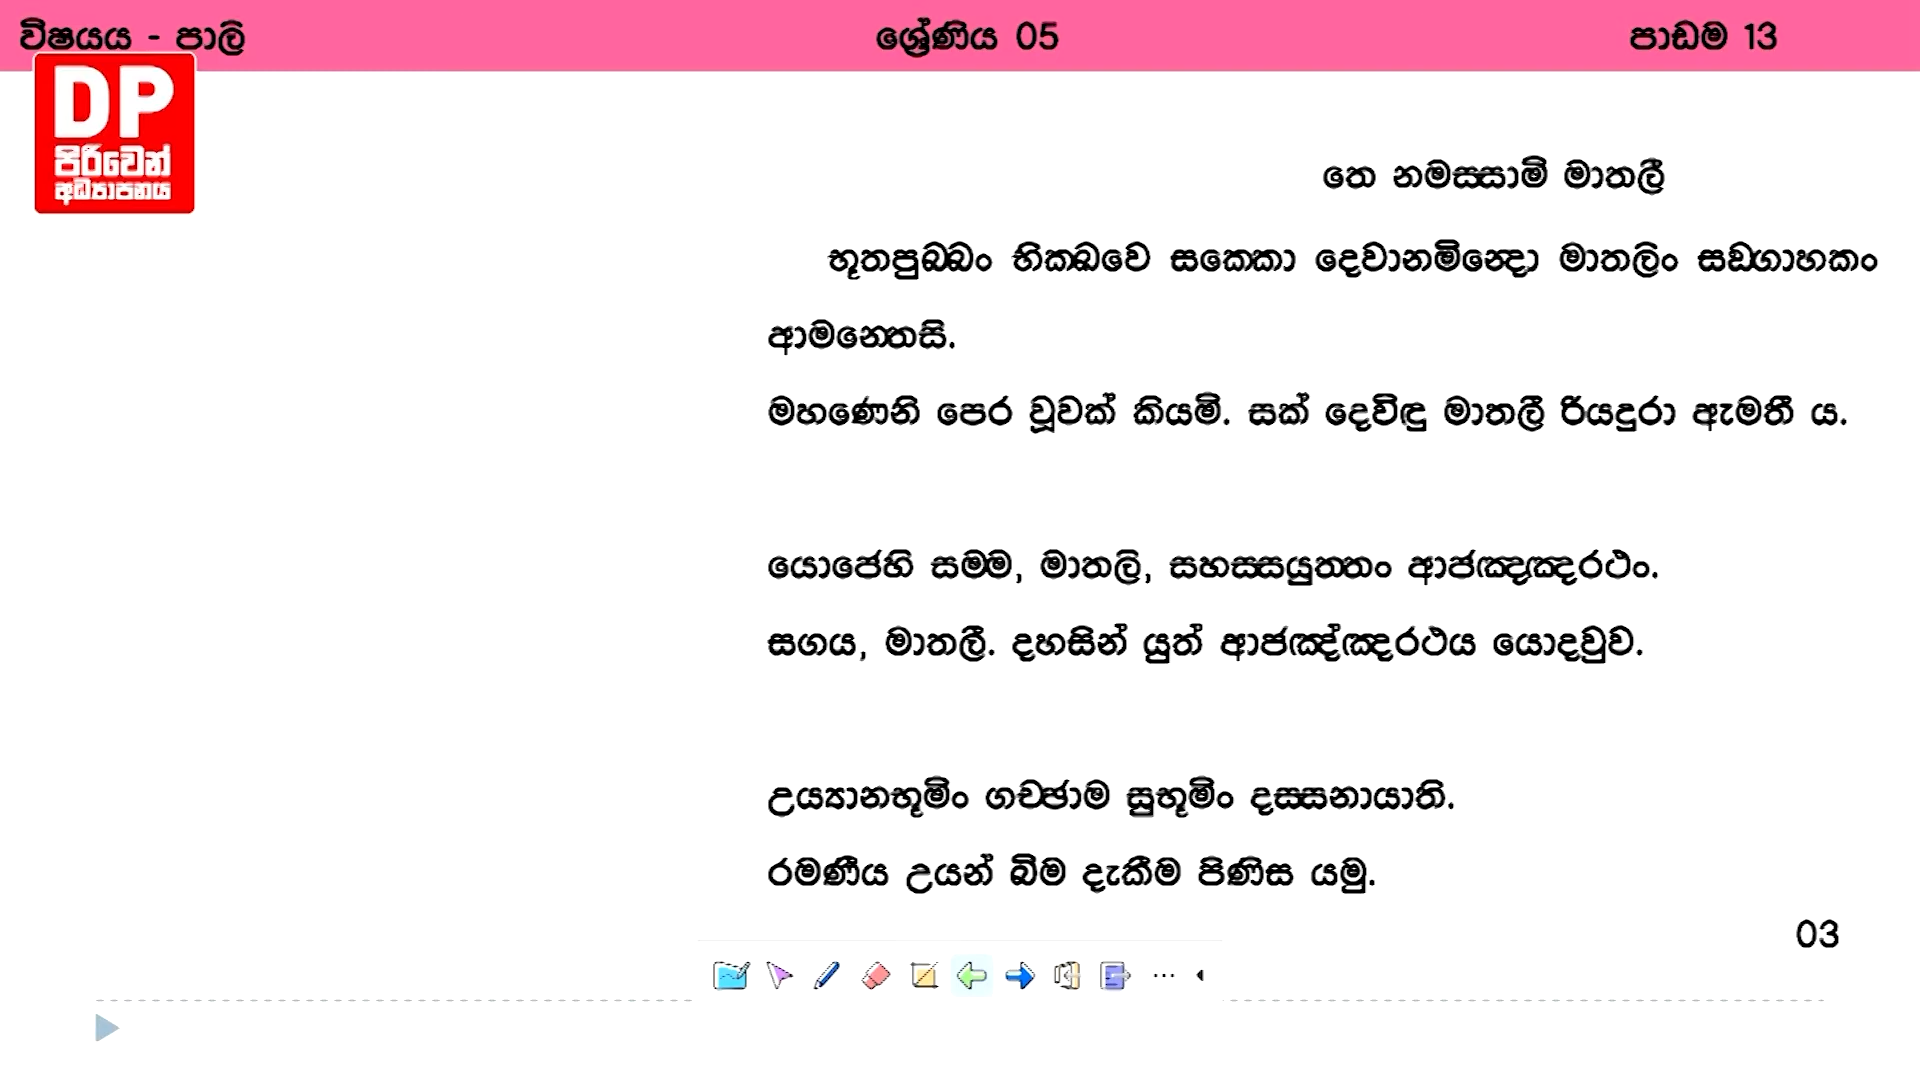 විෂයය - පාලි
ශ්‍රේණිය 05
පාඩම 13
DP
පිරිවෙන්
අධ්‍යාපනය
තෙ නමස්සාමි මාතලී
භූතපුබ්බං භික්ඛවෙ සක්කො දෙවානමින්දො මාතලිං සඞ්ගාහකං
ආමන්තෙසි.
මහණෙනි පෙර වූවක් කියමි. සක් දෙවිඳු මාතලී රියදුරා ඇමතී ය.
යොජෙහි සම්ම, මාතලි, සහස්සයුත්තං ආජඤ්ඤරථං.
සගය, මාතලී. දහසින් යුත් ආජඤ්ඤරථය යොදවුව.
උය්‍යානභූමිං ගච්ඡාම සුභූමිං දස්සනායාති.
රමණීය උයන් බිම දැකීම පිණිස යමු.
03